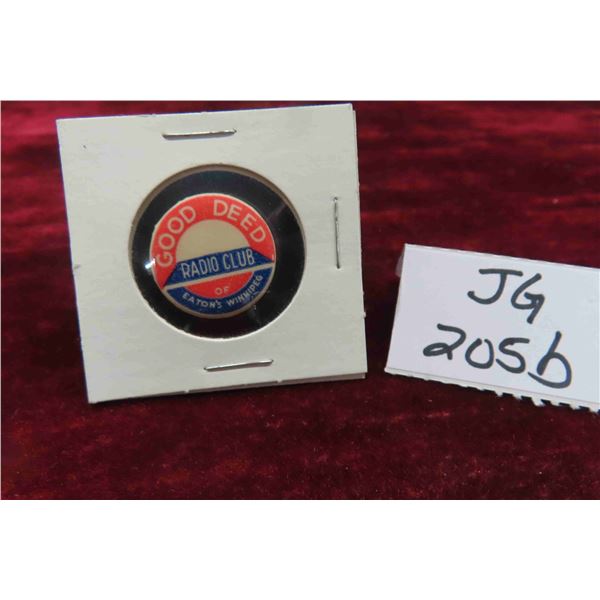 GOOD DEED
RADIO CLUB
OF
EATON'S WINNIPEG
JG
205b